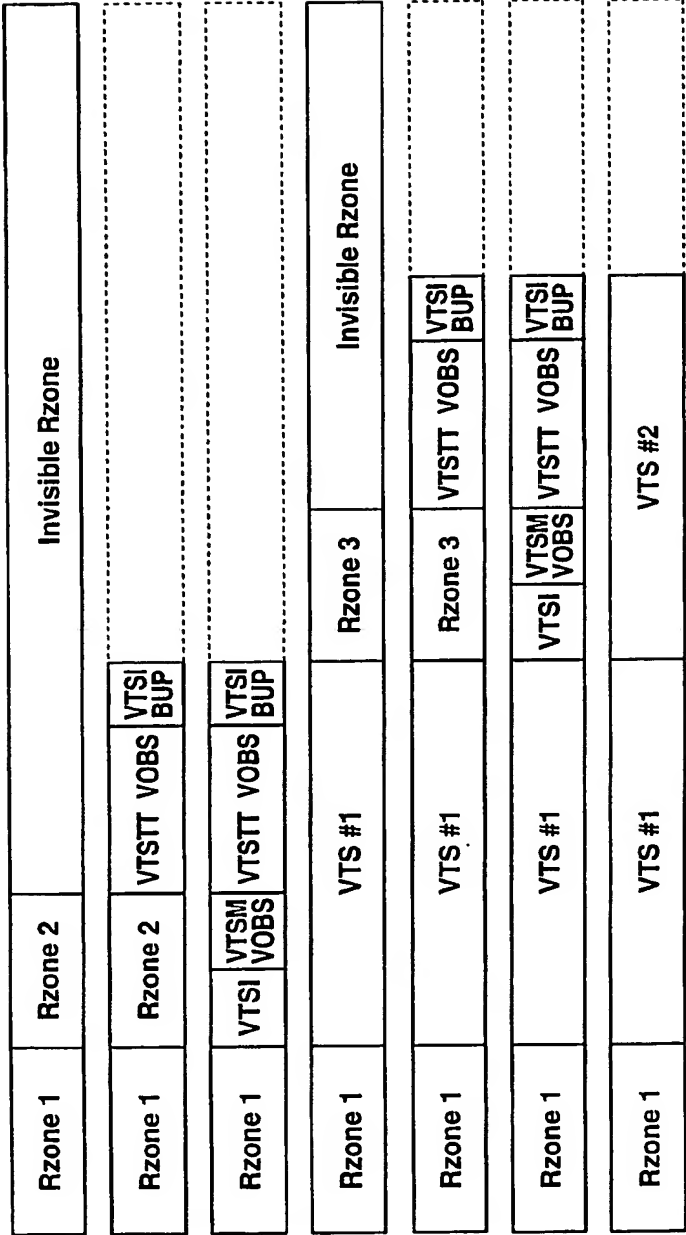 Rzone 1
Rzone 2
Invisible Rzone
Rzone 1
Rzone 2
VTSTT VOBS
VTSI
BUP
Rzone 1
VTSI
VTSM
VOBS
VTSTT VOBS
VTSI
BUP
Rzone 1
VTS #1
Rzone 3
Invisible Rzone
Rzone 1
VTS #1
Rzone 3
VTSTT VOBS
VTSI
BUP
Rzone 1
VTS #1
VTSI
VTSM
VOBS
VTSTT VOBS
VTSI
BUP
Rzone 1
VTS #1
VTS #2